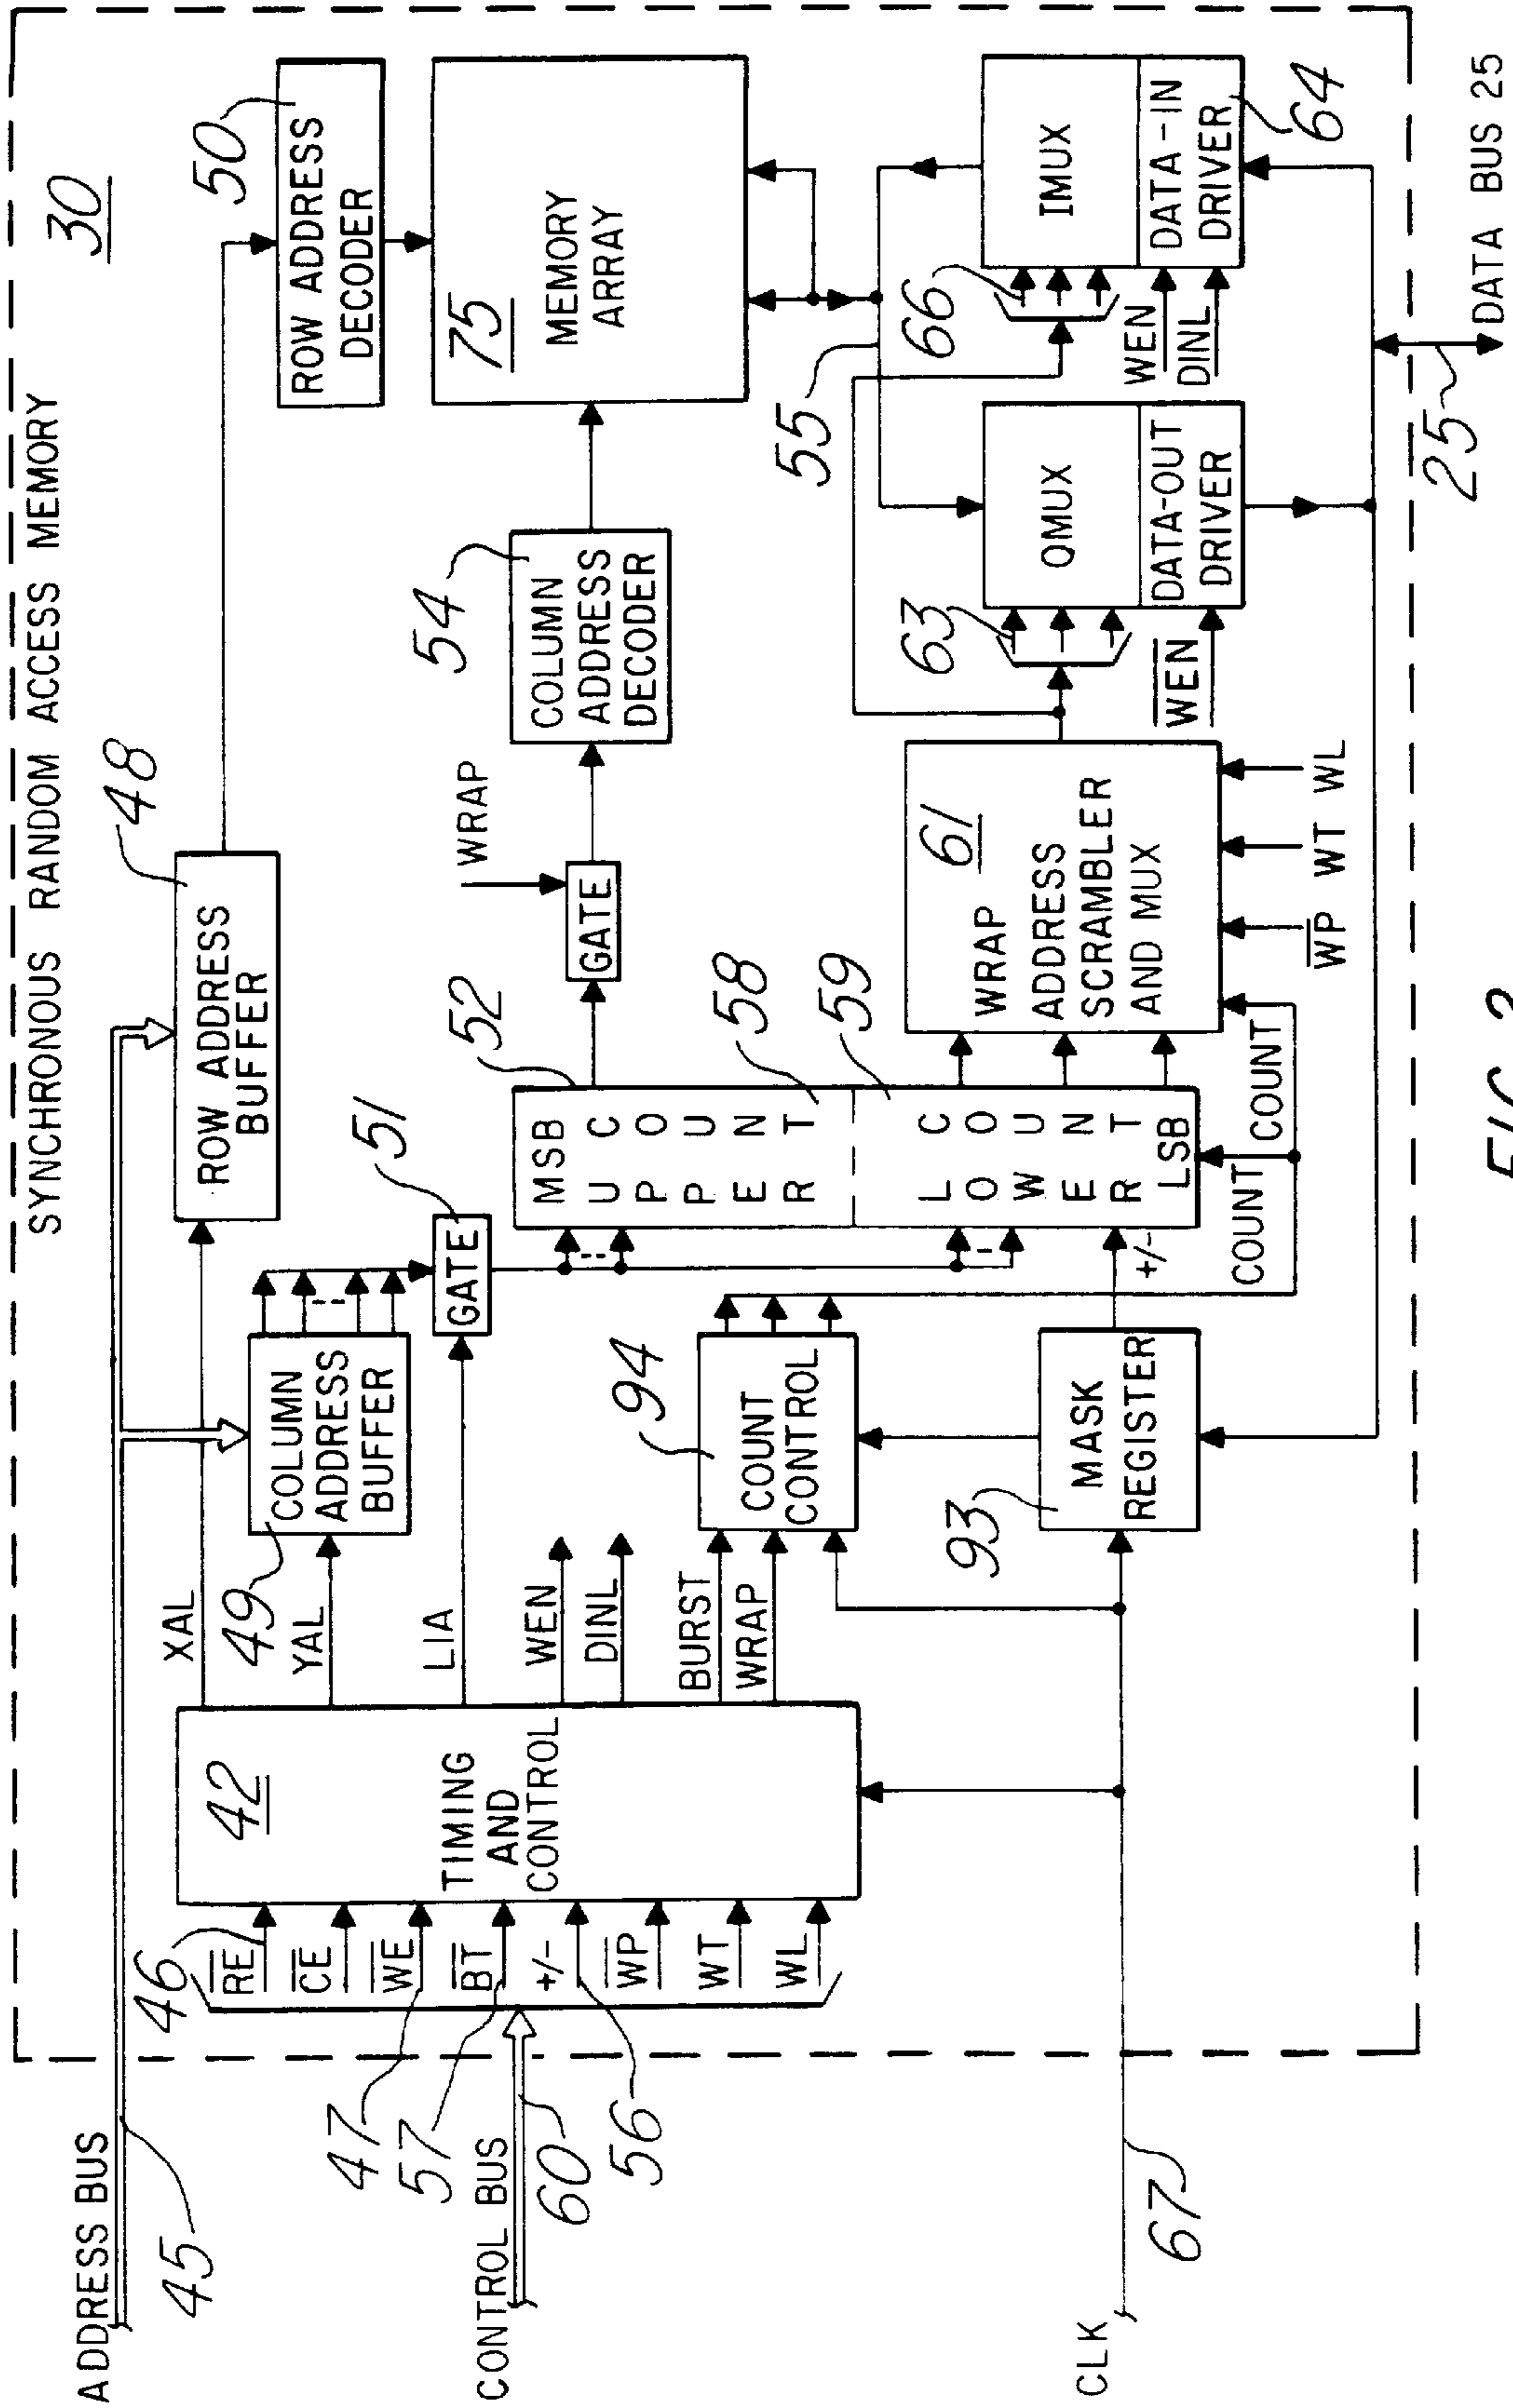 SYNCHRONOUS RANDOM ACCESS MEMORY
30
ADDRESS BUS
45
CONTROL BUS
60
CLK
67
46
47
57
56
RE
CE
WE
BT
+/-
WP
WT
WL
42
TIMING
AND
CONTROL
XAL
YAL
LIA
WEN
DINL
BURST
WRAP
49
COLUMN
ADDRESS
BUFFER
48
ROW ADDRESS
BUFFER
51
GATE
94
COUNT
CONTROL
93
MASK
REGISTER
+/-
COUNT
COUNT
52
MSB
UPPER
COUNT
58
59
LOWER
COUNT
LSB
WRAP
GATE
54
COLUMN
ADDRESS
DECODER
50
ROW ADDRESS
DECODER
75
MEMORY
ARRAY
61
WRAP
ADDRESS
SCRAMBLER
AND MUX
WP
WT
WL
63
WEN
QMUX
DATA-OUT
DRIVER
55
66
WEN
DINL
IMUX
DATA-IN
DRIVER
64
25
DATA BUS 25